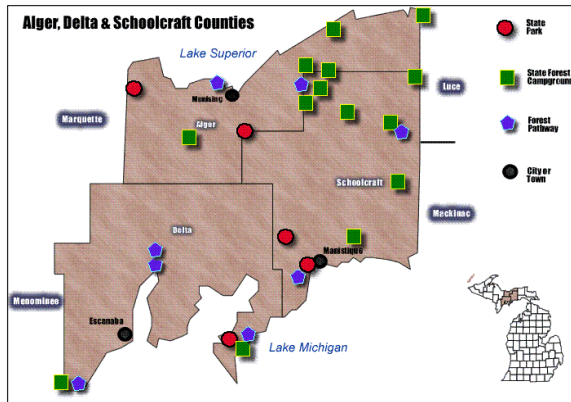 Alger, Delta & Schoolcraft Counties
Lake Superior
Munising
Marquette
Alger
Luce
Schoolcraft
Mackinac
Delta
Manistique
Menominee
Escanaba
Lake Michigan
State
Park
State Forest
Campground
Forest
Pathway
City or
Town